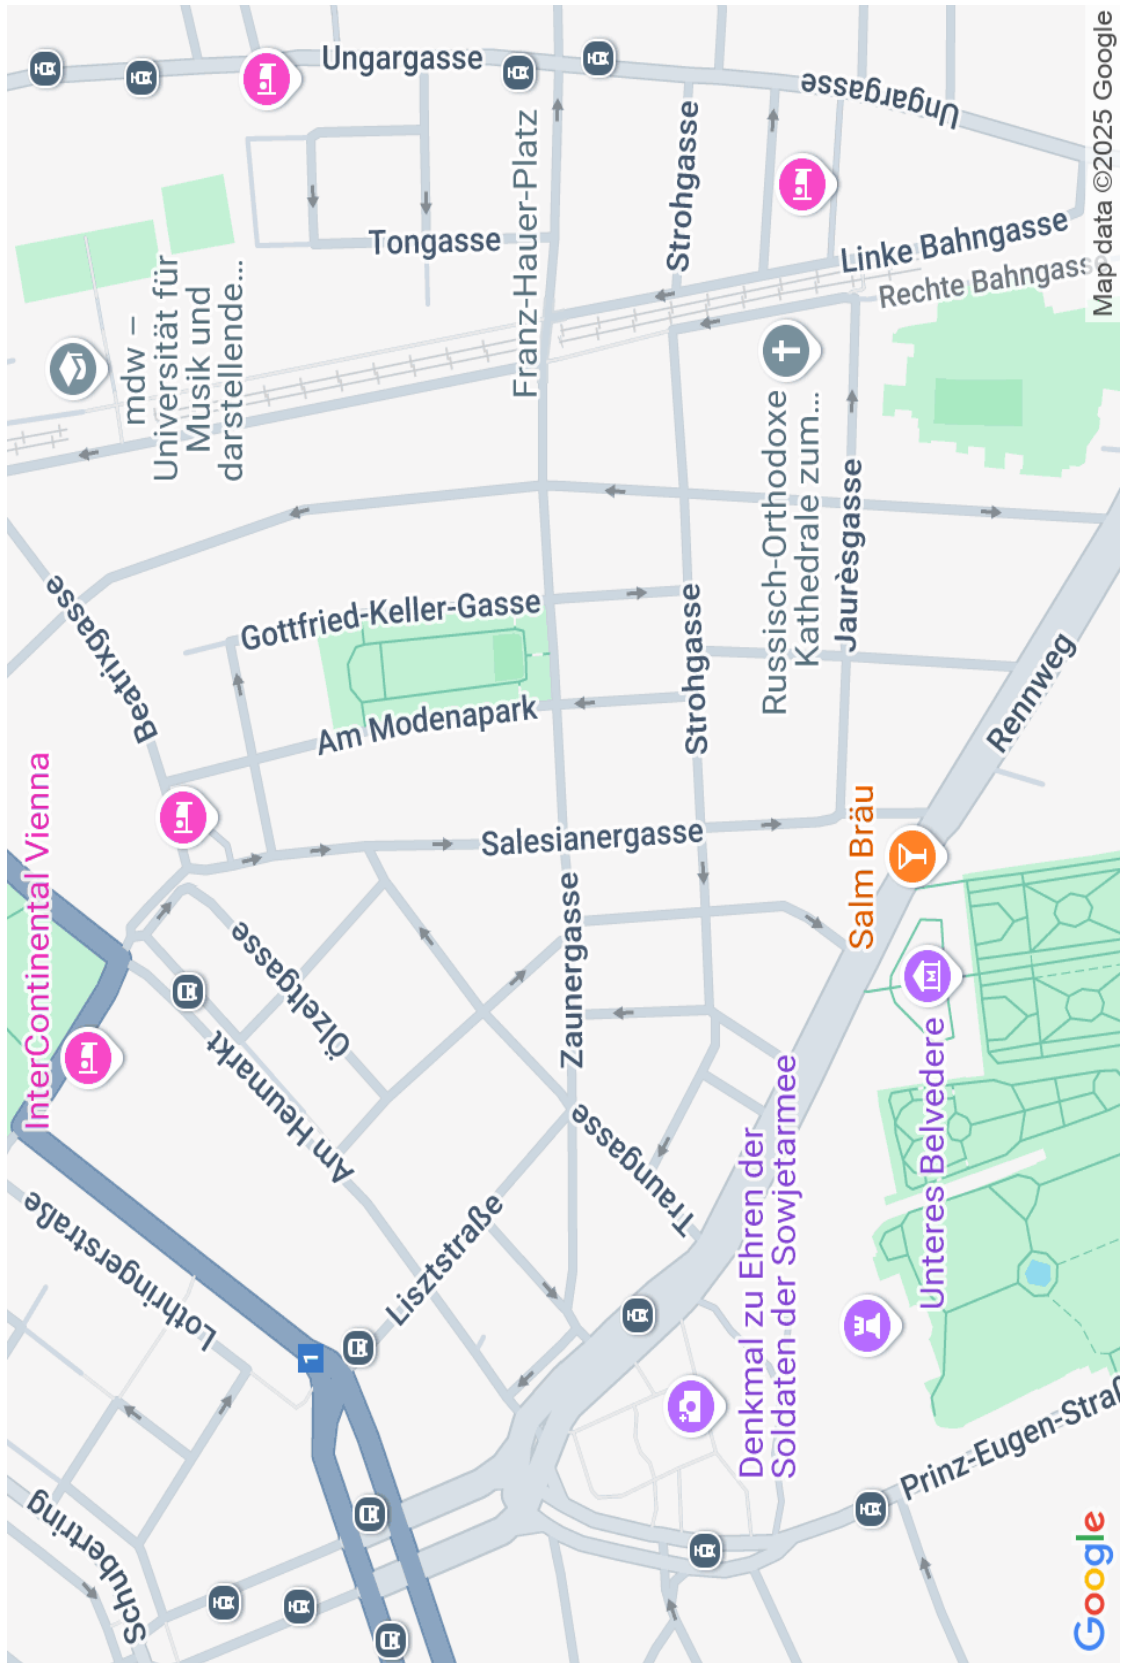 InterContinental Vienna
Beatrixgasse
Lothringerstraße
Schubertring
1
Am Heumarkt
Ölzeltgasse
Lisztstraße
Traungasse
Zaunergasse
Salesianergasse
Am Modenapark
Gottfried-Keller-Gasse
mdw –
Universität für
Musik und
darstellende...
Tongasse
Ungargasse
Franz-Hauer-Platz
Strohgasse
Strohgasse
Ungargasse
Linke Bahngasse
Rechte Bahngasse
Russisch-Orthodoxe
Kathedrale zum...
Jaurèsgasse
Rennweg
Salm Bräu
Unteres Belvedere
Denkmal zu Ehren der
Soldaten der Sowjetarmee
Prinz-Eugen-Straß
Google
Map data ©2025 Google